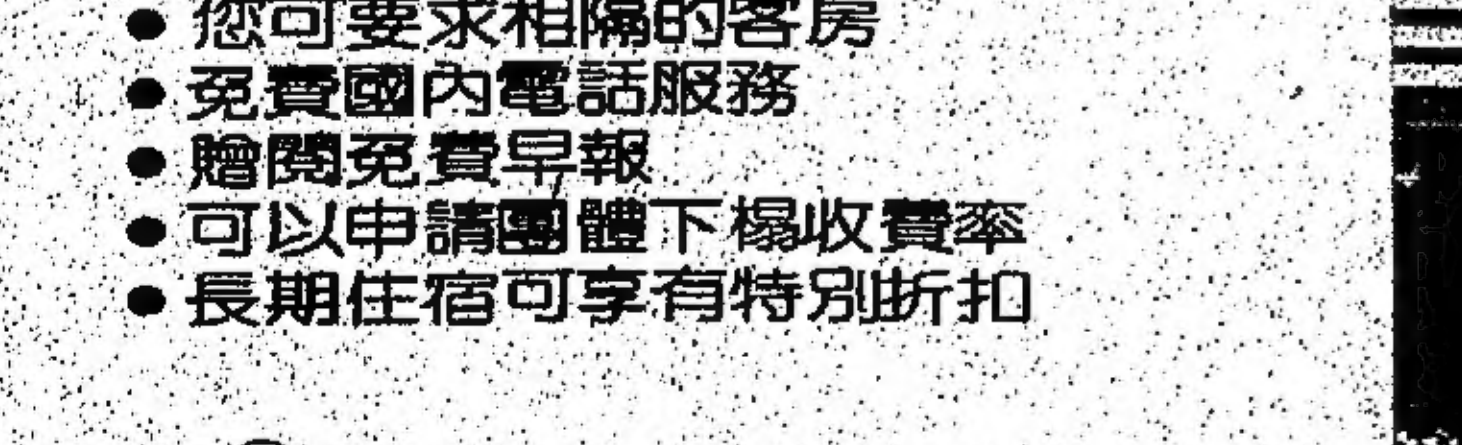 ● 您可要求相隔的客房
● 免費國內電話服務
● 贈閱免費早報
● 可以申請團體下榻收費率
● 長期住宿可享有特別折扣